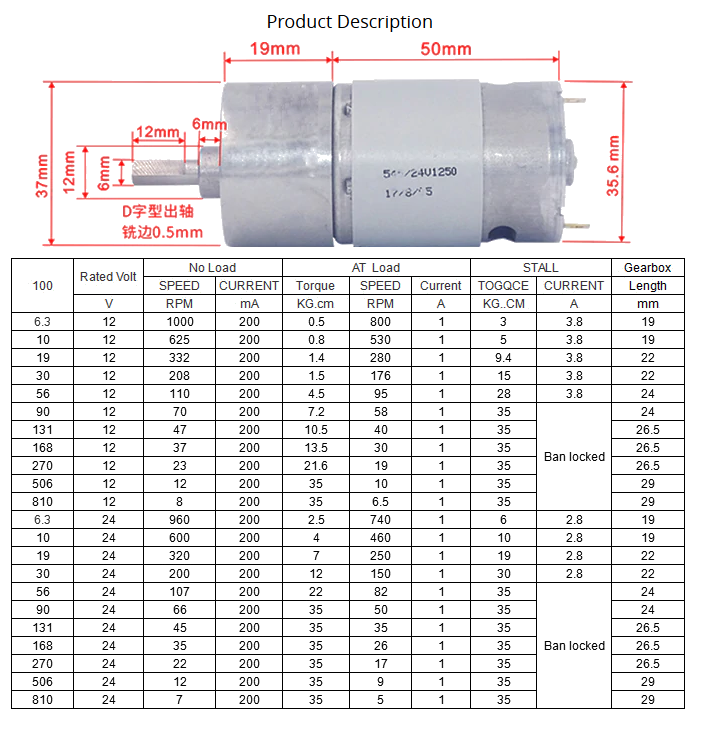 Product Description
19mm 50mm
12mm 6mm
37mm 12mm 6mm 35.6 mm
24V1250
D字型出轴
铣边0.5mm
100 Rated Volt No Load AT Load STALL Gearbox
SPEED CURRENT Torque SPEED Current TOGQCE CURRENT Length
V RPM mA KG.cm RPM A KG..CM A mm
6.3 12 1000 200 0.5 800 1 3 3.8 19
10 12 625 200 0.8 530 1 5 3.8 19
19 12 332 200 1.4 280 1 9.4 3.8 22
30 12 208 200 1.5 176 1 15 3.8 22
56 12 110 200 4.5 95 1 28 3.8 24
90 12 70 200 7.2 58 1 35 24
131 12 47 200 10.5 40 1 35 26.5
168 12 37 200 13.5 30 1 35 26.5
270 12 23 200 21.6 19 1 35 Ban locked 26.5
506 12 12 200 35 10 1 35 29
810 12 8 200 35 6.5 1 35 29
6.3 24 960 200 2.5 740 1 6 2.8 19
10 24 600 200 4 460 1 10 2.8 19
19 24 320 200 7 250 1 19 2.8 22
30 24 200 200 12 150 1 30 2.8 22
56 24 107 200 22 82 1 35 24
90 24 66 200 35 50 1 35 24
131 24 45 200 35 35 1 35 26.5
168 24 35 200 35 26 1 35 Ban locked 26.5
270 24 22 200 35 17 1 35 26.5
506 24 12 200 35 9 1 35 29
810 24 7 200 35 5 1 35 29